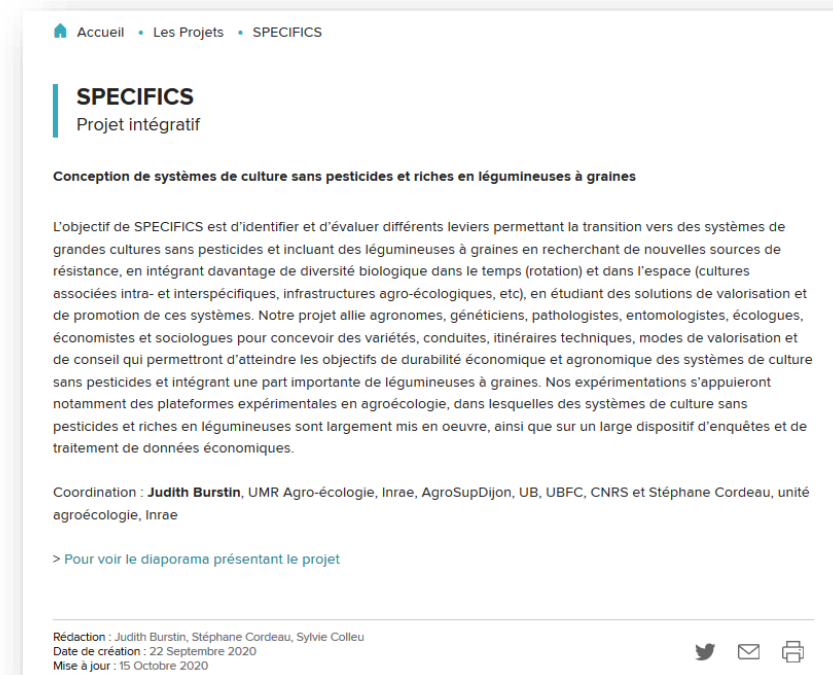 Accueil • Les Projets • SPECIFICS
SPECIFICS
Projet intégratif
Conception de systèmes de culture sans pesticides et riches en légumineuses à graines
L'objectif de SPECIFICS est d'identifier et d'évaluer différents leviers permettant la transition vers des systèmes de
grandes cultures sans pesticides et incluant des légumineuses à graines en recherchant de nouvelles sources de
résistance, en intégrant davantage de diversité biologique dans le temps (rotation) et dans l'espace (cultures
associées intra- et interspécifiques, infrastructures agro-écologiques, etc), en étudiant des solutions de valorisation et
de promotion de ces systèmes. Notre projet allie agronomes, généticiens, pathologistes, entomologistes, écologues,
économistes et sociologues pour concevoir des variétés, conduites, itinéraires techniques, modes de valorisation et
de conseil qui permettront d'atteindre les objectifs de durabilité économique et agronomique des systèmes de culture
sans pesticides et intégrant une part importante de légumineuses à graines. Nos expérimentations s'appuieront
notamment des plateformes expérimentales en agroécologie, dans lesquelles des systèmes de culture sans
pesticides et riches en légumineuses sont largement mis en oeuvre, ainsi que sur un large dispositif d'enquêtes et de
traitement de données économiques.
Coordination : Judith Burstin, UMR Agro-écologie, Inrae, AgroSupDijon, UB, UBFC, CNRS et Stéphane Cordeau, unité
agroécologie, Inrae
> Pour voir le diaporama présentant le projet
Rédaction : Judith Burstin, Stéphane Cordeau, Sylvie Colleu
Date de création : 22 Septembre 2020
Mise à jour : 15 Octobre 2020